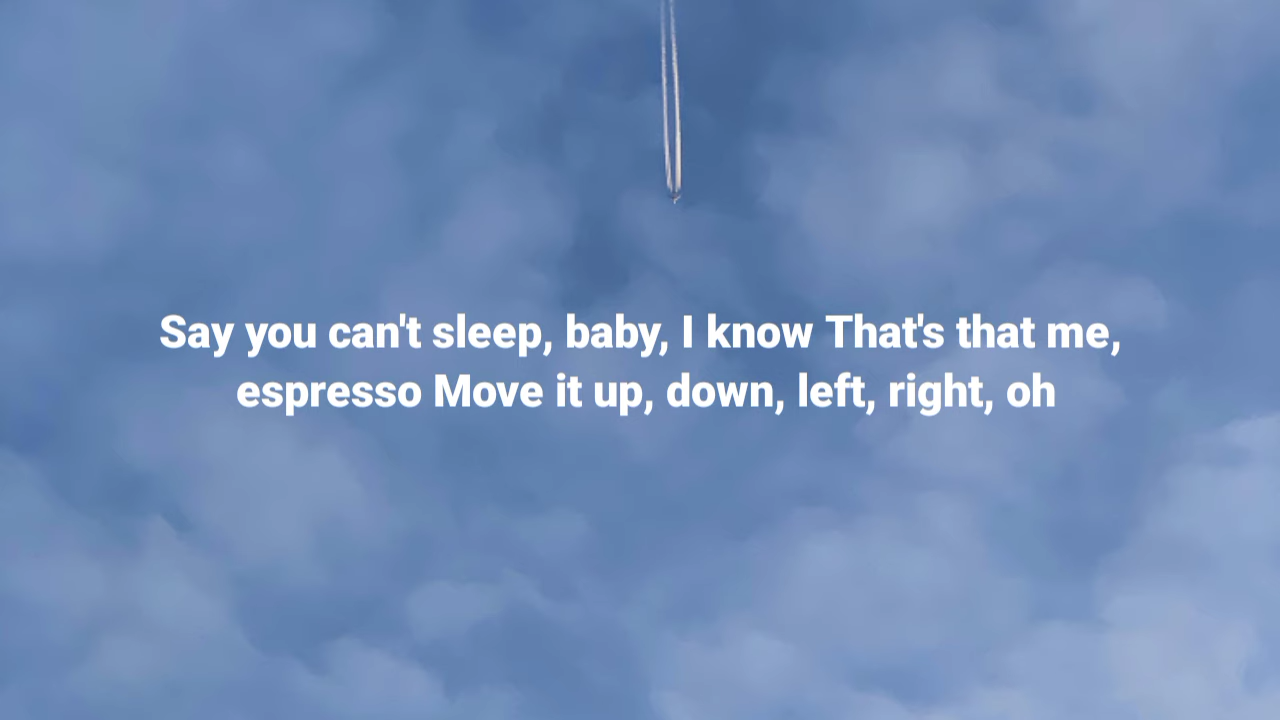 Say you can't sleep, baby, I know That's that me,
espresso Move it up, down, left, right, oh